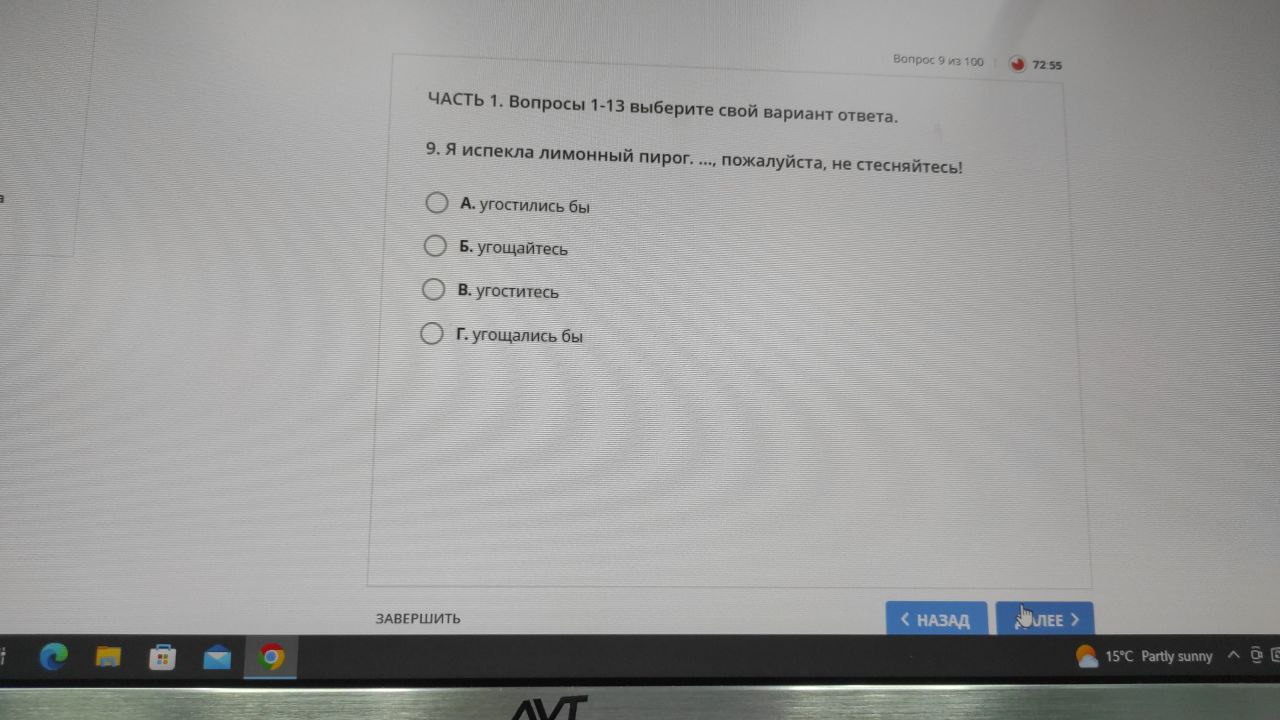 Вопрос 9 из 100
72:55
ЧАСТЬ 1. Вопросы 1-13 выберите свой вариант ответа.
9. Я испекла лимонный пирог. ..., пожалуйста, не стесняйтесь!
А. угостились бы
Б. угощайтесь
В. угоститесь
Г. угощались бы
ЗАВЕРШИТЬ
НАЗАД
15°C Partly sunny
AVT